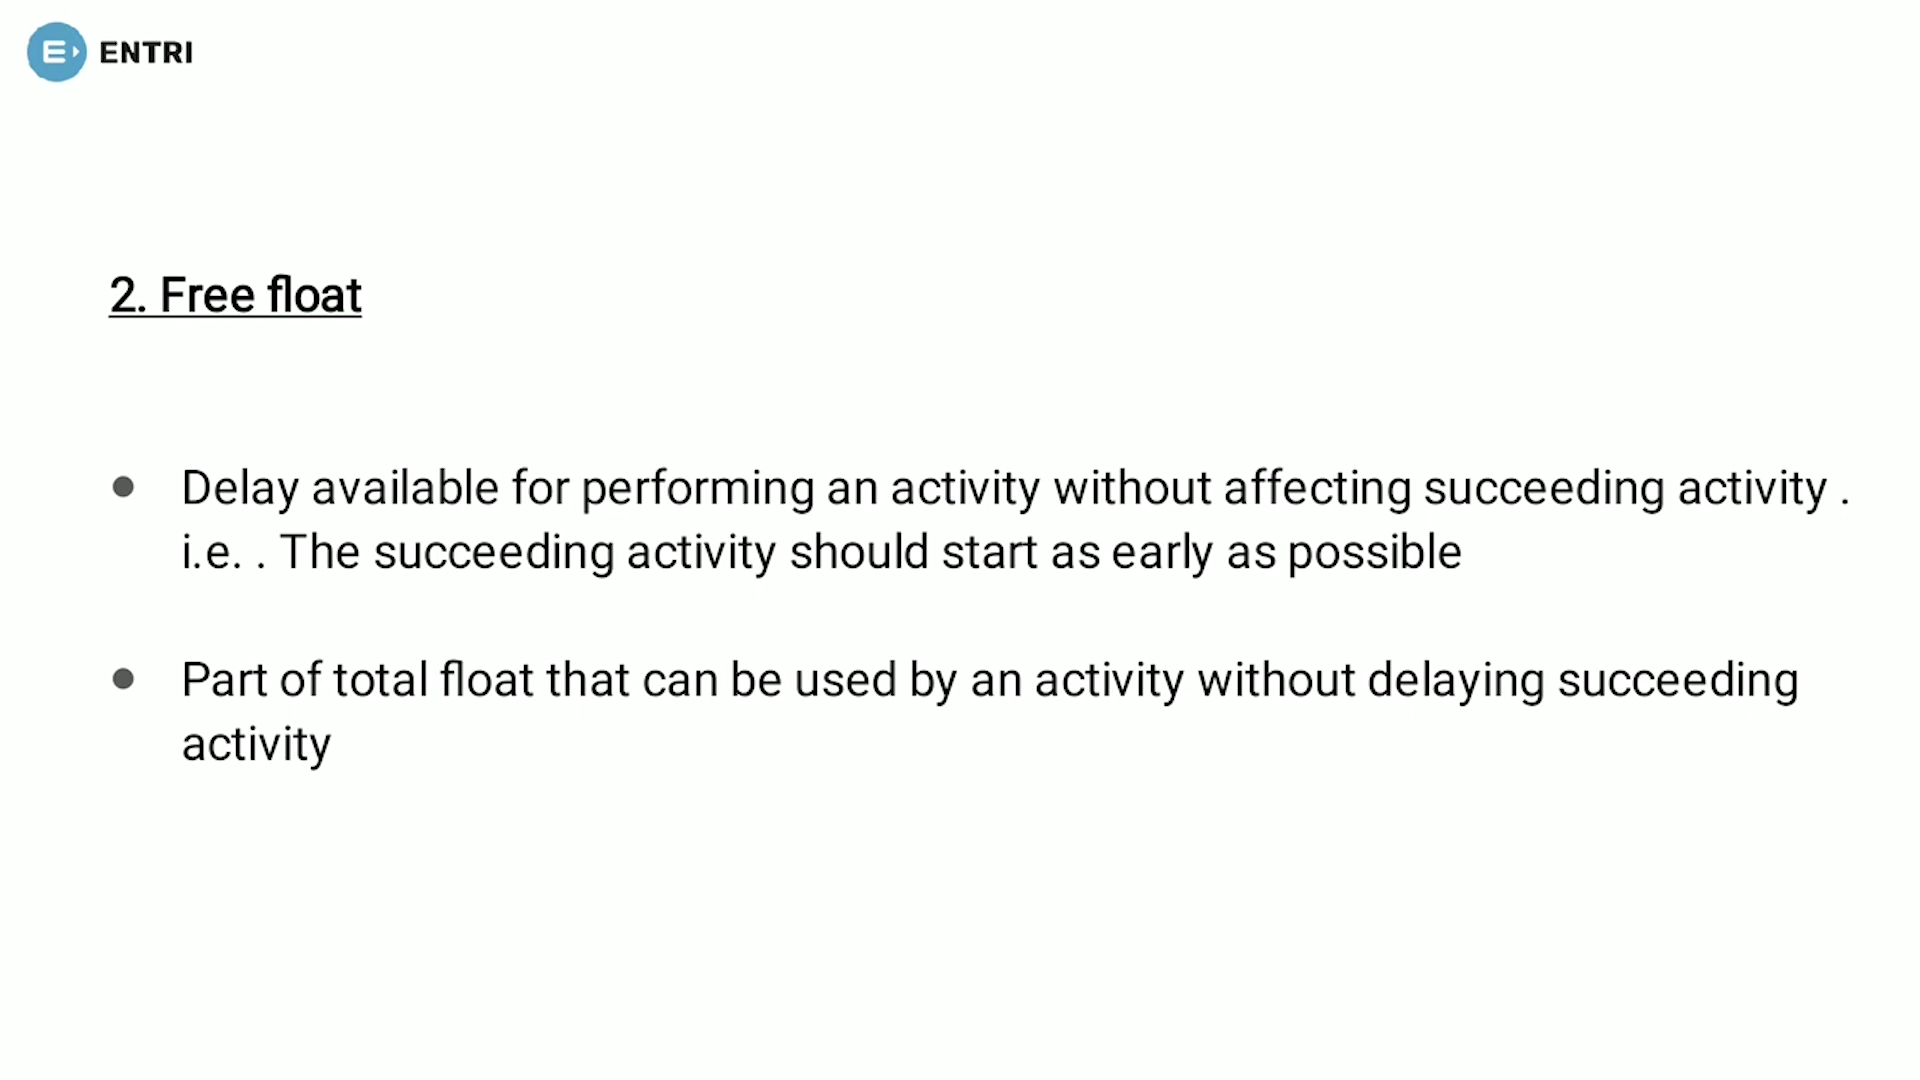 ENTRI
2. Free float
● Delay available for performing an activity without affecting succeeding activity .
i.e. . The succeeding activity should start as early as possible
● Part of total float that can be used by an activity without delaying succeeding
activity